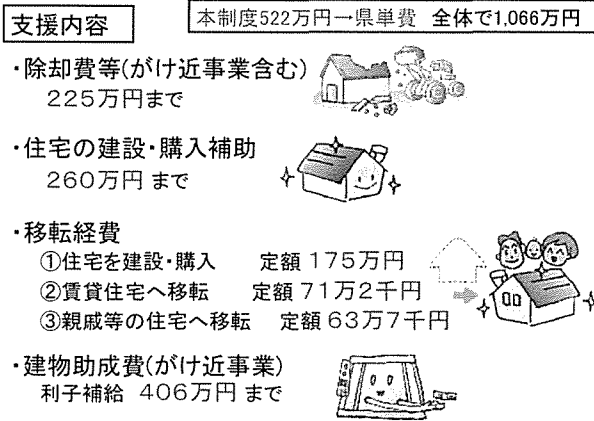 支援内容
本制度522万円→県単費 全体で1,066万円
・除却費等(がけ近事業含む)
225万円まで
・住宅の建設・購入補助
260万円 まで
・移転経費
①住宅を建設・購入 定額 175万円
②賃貸住宅へ移転 定額 71万2千円
③親戚等の住宅へ移転 定額 63万7千円
・建物助成費(がけ近事業)
利子補給 406万円 まで